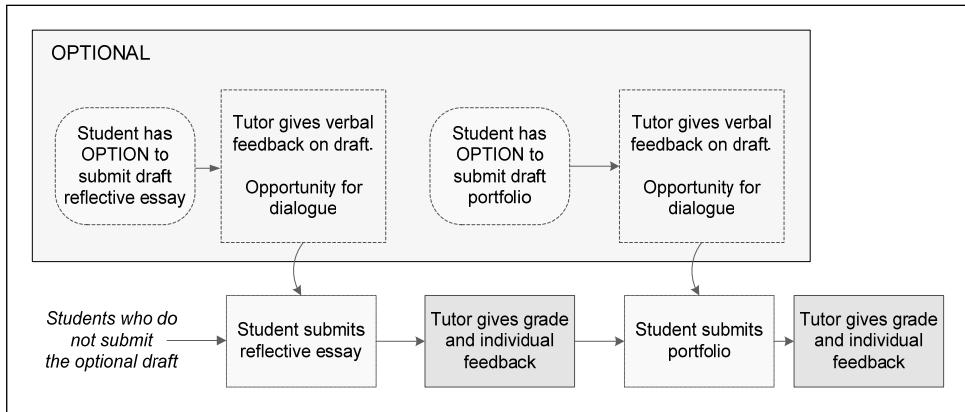 OPTIONAL
Student has
OPTION to
submit draft
reflective essay
Tutor gives verbal
feedback on draft.
Opportunity for
dialogue
Student has
OPTION to
submit draft
portfolio
Tutor gives verbal
feedback on draft.
Opportunity for
dialogue
Students who do
not submit
the optional draft
Student submits
reflective essay
Tutor gives grade
and individual
feedback
Student submits
portfolio
Tutor gives grade
and individual
feedback